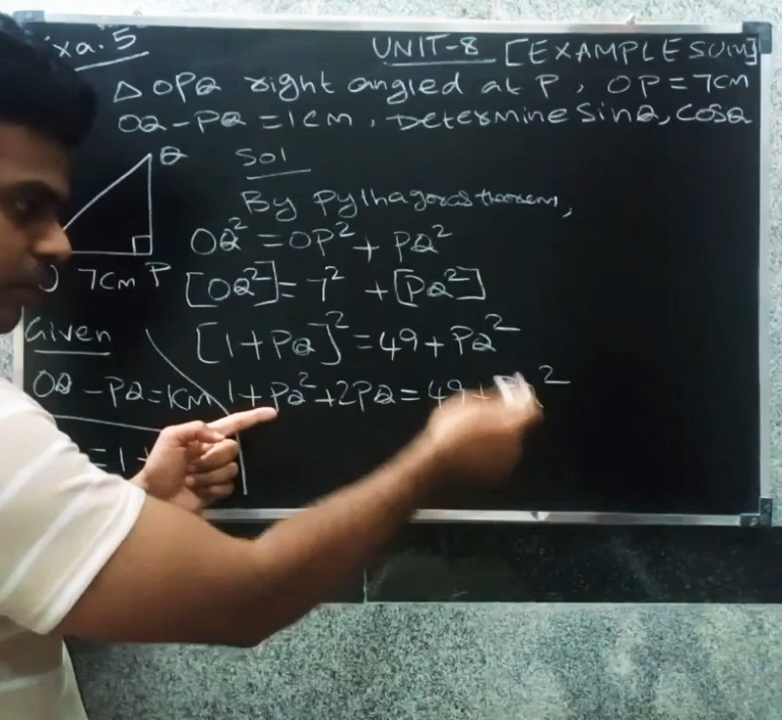 Exa.5
UNIT-8 [EXAMPLE SUM]
△ OPQ right angled at P, OP=7CM
OQ-PQ=1CM, Determine SinQ, CosQ
Q
Sol
By Pythagoras theorem,
OQ²=OP²+PQ²
7CM P
[OQ²]=7²+[PQ²]
Given
[1+PQ]²=49+PQ²
OQ-PQ=1CM
1+PQ²+2PQ=49+PQ²
=1+